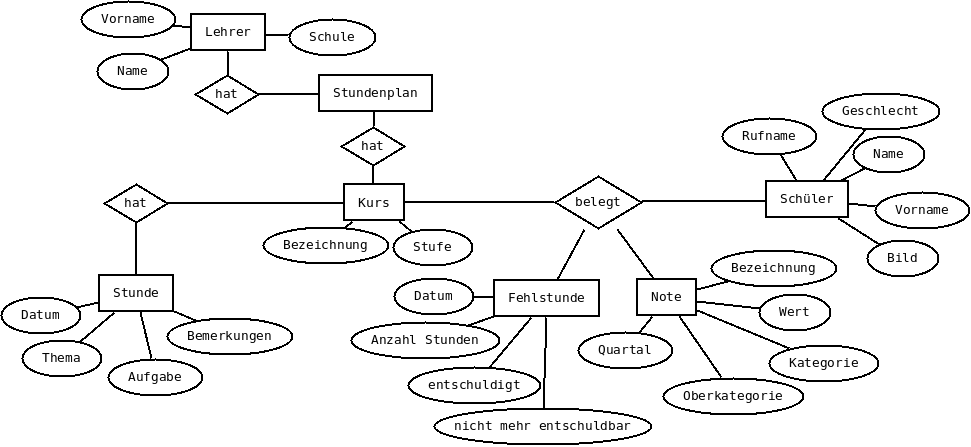 Vorname
Lehrer
Schule
Name
hat
Stundenplan
Geschlecht
Rufname
hat
Name
hat
Kurs
belegt
Schüler
Vorname
Bezeichnung
Stufe
Bild
Stunde
Bezeichnung
Datum
Fehlstunde
Note
Datum
Wert
Bemerkungen
Anzahl Stunden
Thema
Quartal
Kategorie
Aufgabe
entschuldigt
Oberkategorie
nicht mehr entschuldbar